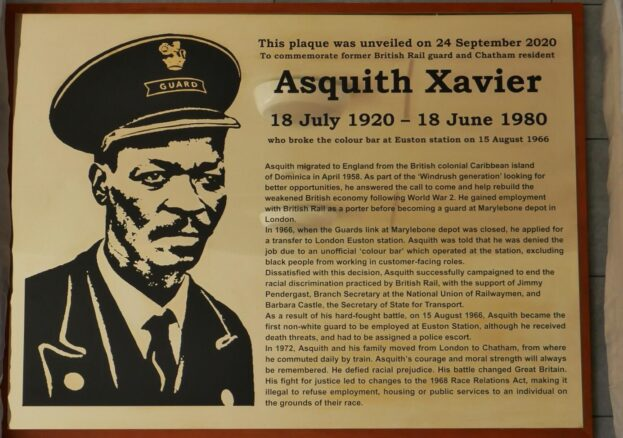 GUARD
This plaque was unveiled on 24 September 2020
To commemorate former British Rail guard and Chatham resident
Asquith Xavier
18 July 1920 – 18 June 1980
who broke the colour bar at Euston station on 15 August 1966
Asquith migrated to England from the British colonial Caribbean island
of Dominica in April 1958. As part of the ‘Windrush generation’ looking for
better opportunities, he answered the call to come and help rebuild the
weakened British economy following World War 2. He gained employment
with British Rail as a porter before becoming a guard at Marylebone depot in
London.
In 1966, when the Guards link at Marylebone depot was closed, he applied for
a transfer to London Euston station. Asquith was told that he was denied the
job due to an unofficial ‘colour bar’ which operated at the station, excluding
black people from working in customer-facing roles.
Dissatisfied with this decision, Asquith successfully campaigned to end the
racial discrimination practiced by British Rail, with the support of Jimmy
Pendergast, Branch Secretary at the National Union of Railwaymen, and
Barbara Castle, the Secretary of State for Transport.
As a result of his hard-fought battle, on 15 August 1966, Asquith became the
first non-white guard to be employed at Euston Station, although he received
death threats, and had to be assigned a police escort.
In 1972, Asquith and his family moved from London to Chatham, from where
he commuted daily by train. Asquith's courage and moral strength will always
be remembered. He defied racial prejudice. His battle changed Great Britain.
His fight for justice led to changes to the 1968 Race Relations Act, making it
illegal to refuse employment, housing or public services to an individual on
the grounds of their race.